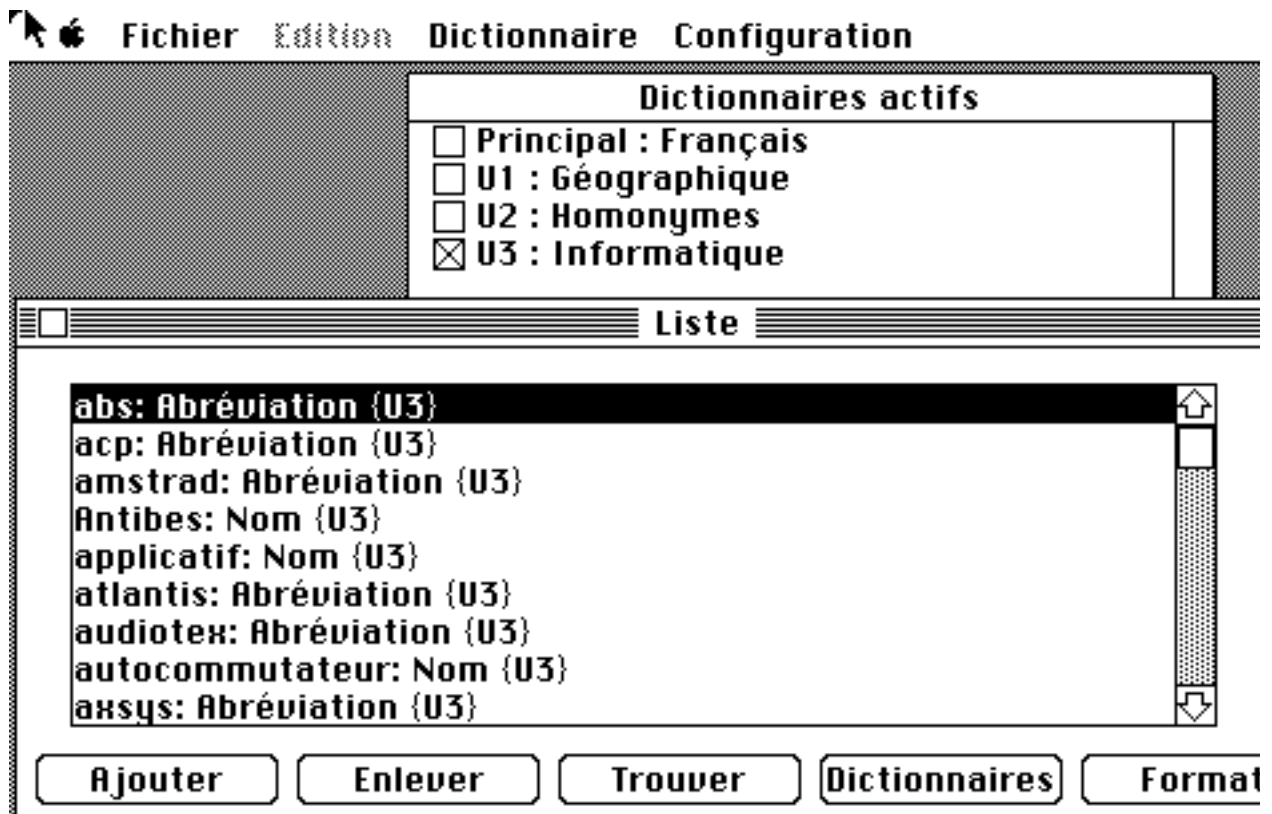 Fichier Edition Dictionnaire Configuration
Dictionnaires actifs
Principal : Français
U1 : Géographique
U2 : Homonymes
U3 : Informatique
Liste
abs: Abréviation {U3}
acp: Abréviation {U3}
amstrad: Abréviation {U3}
Antibes: Nom {U3}
applicatif: Nom {U3}
atlantis: Abréviation {U3}
audiotex: Abréviation {U3}
autocommutateur: Nom {U3}
axsys: Abréviation {U3}
Ajouter Enlever Trouver Dictionnaires Format